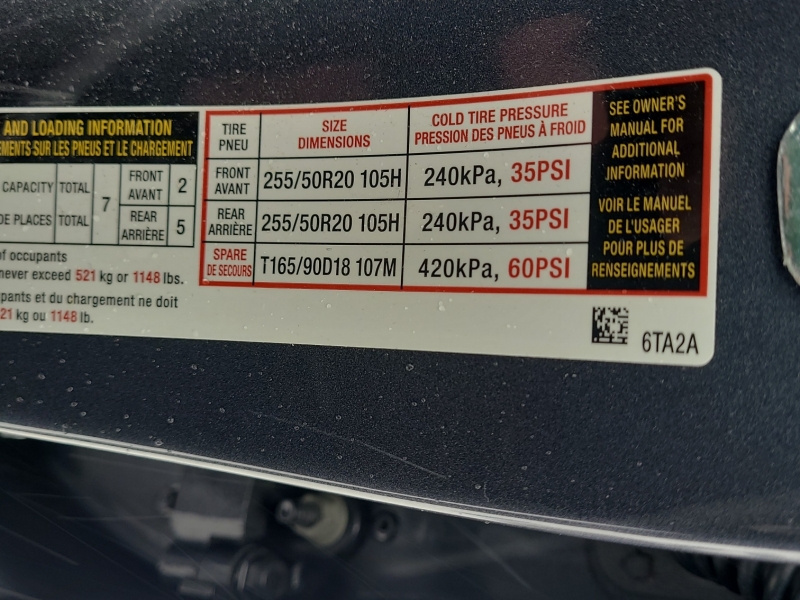 AND LOADING INFORMATION
EMENTS SUR LES PNEUS ET LE CHARGEMENT
CAPACITY TOTAL 7 FRONT AVANT 2
DE PLACES TOTAL REAR ARRIÈRE 5
of occupants
never exceed 521 kg or 1148 lbs.
pants et du chargement ne doit
21 kg ou 1148 lb.
TIRE
PNEU
SIZE
DIMENSIONS
COLD TIRE PRESSURE
PRESSION DES PNEUS À FROID
FRONT
AVANT
255/50R20 105H
240kPa, 35PSI
REAR
ARRIÈRE
255/50R20 105H
240kPa, 35PSI
SPARE
DE SECOURS
T165/90D18 107M
420kPa, 60PSI
SEE OWNER'S
MANUAL FOR
ADDITIONAL
INFORMATION
VOIR LE MANUEL
DE L'USAGER
POUR PLUS DE
RENSEIGNEMENTS
6TA2A